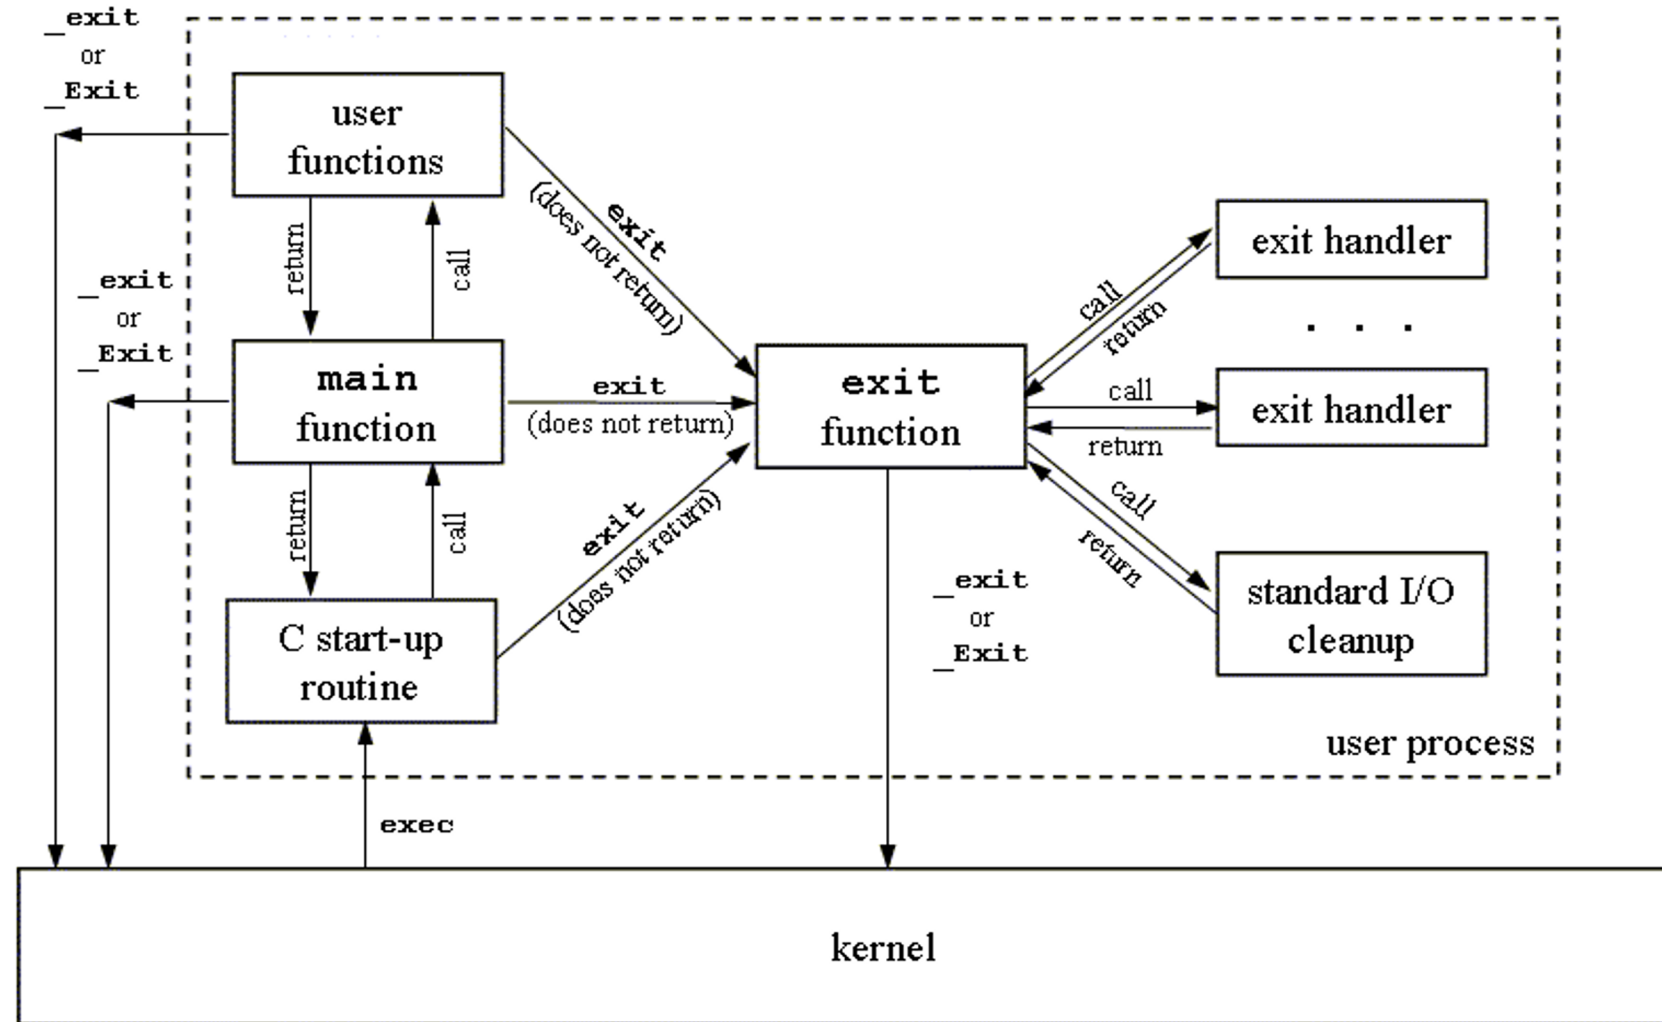 _exit
or
_Exit
user
functions
return
call
exit
(does not return)
_exit
or
_Exit
main
function
exit
(does not return)
return
call
exit
(does not return)
C start-up
routine
exec
exit
function
call
return
exit handler
. . .
call
return
exit handler
call
return
standard I/O
cleanup
_exit
or
_Exit
user process
kernel